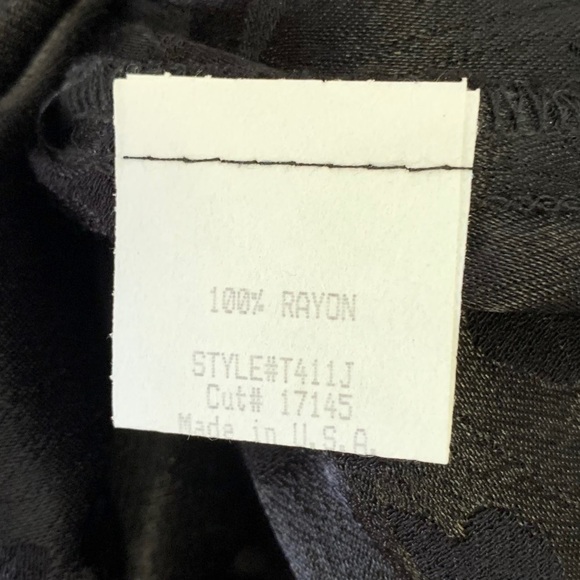 100% RAYON
STYLE#T411J
Cut# 17145
Made in U.S.A.